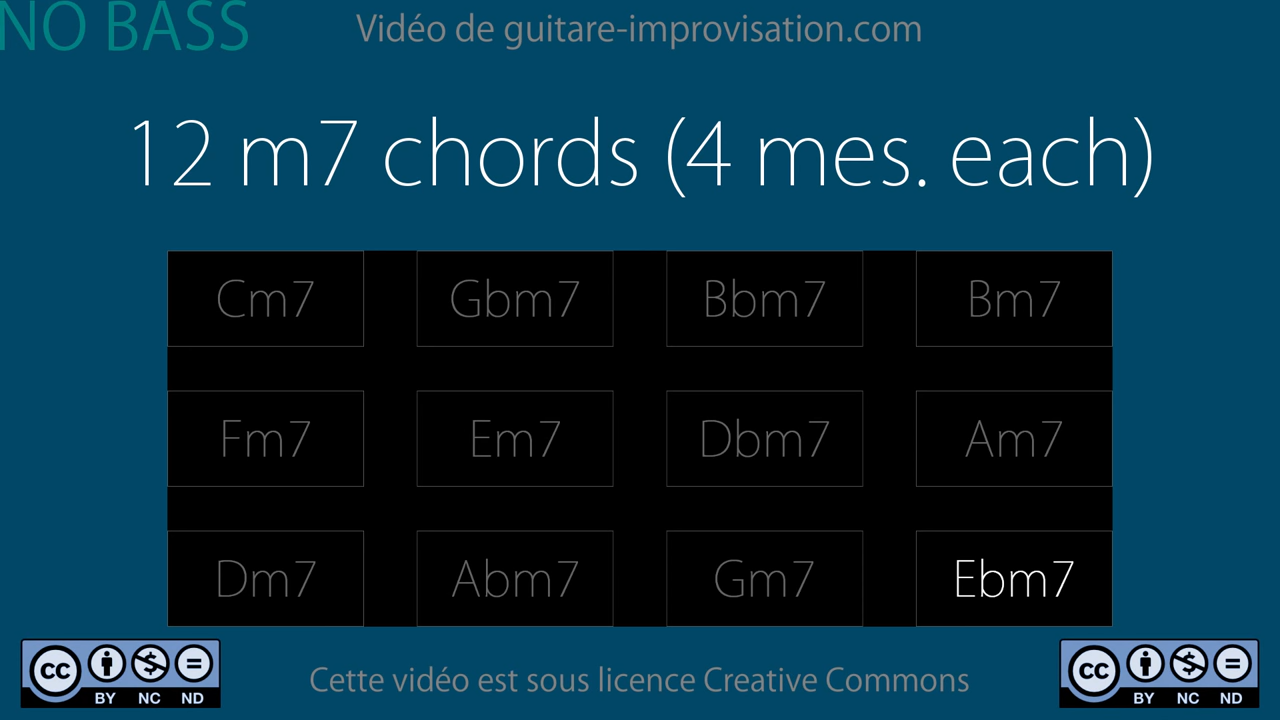 NO BASS
Vidéo de guitare-improvisation.com
12 m7 chords (4 mes. each)
Cm7 Gbm7 Bbm7 Bm7
Fm7 Em7 Dbm7 Am7
Dm7 Abm7 Gm7 Ebm7
cc BY NC ND
Cette vidéo est sous licence Creative Commons
cc BY NC ND